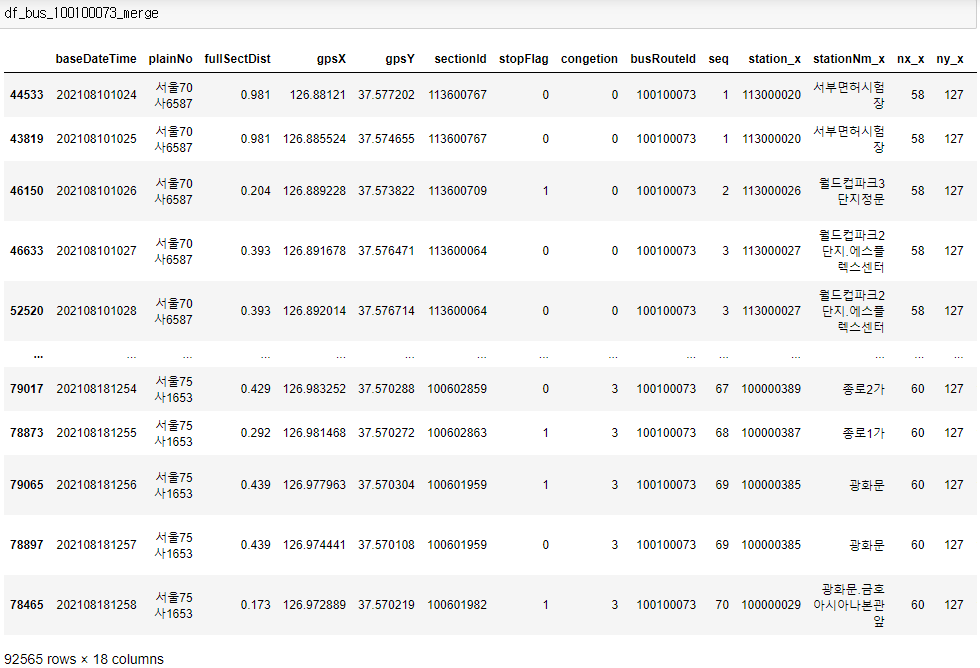 df_bus_100100073_merge
baseDateTime plainNo fullSectDist gpsX gpsY sectionId stopFlag congetion busRouteId seq station_x stationNm_x nx_x ny_x
44533 202108101024 서울70사6587 0.981 126.88121 37.577202 113600767 0 0 100100073 1 113000020 서부면허시험장 58 127
43819 202108101025 서울70사6587 0.981 126.885524 37.574655 113600767 0 0 100100073 1 113000020 서부면허시험장 58 127
46150 202108101026 서울70사6587 0.204 126.889228 37.573822 113600709 1 0 100100073 2 113000026 월드컵파크3단지정문 58 127
46633 202108101027 서울70사6587 0.393 126.891678 37.576471 113600064 0 0 100100073 3 113000027 월드컵파크2단지.에스플렉스센터 58 127
52520 202108101028 서울70사6587 0.393 126.892014 37.576714 113600064 0 0 100100073 3 113000027 월드컵파크2단지.에스플렉스센터 58 127
... ... ... ... ... ... ... ... ... ... ... ... ... ... ...
79017 202108181254 서울75사1653 0.429 126.983252 37.570288 100602859 0 3 100100073 67 100000389 종로2가 60 127
78873 202108181255 서울75사1653 0.292 126.981468 37.570272 100602863 1 3 100100073 68 100000387 종로1가 60 127
79065 202108181256 서울75사1653 0.439 126.977963 37.570304 100601959 1 3 100100073 69 100000385 광화문 60 127
78897 202108181257 서울75사1653 0.439 126.974441 37.570108 100601959 0 3 100100073 69 100000385 광화문 60 127
78465 202108181258 서울75사1653 0.173 126.972889 37.570219 100601982 1 3 100100073 70 100000029 광화문.금호아시아나본관앞 60 127
92565 rows × 18 columns